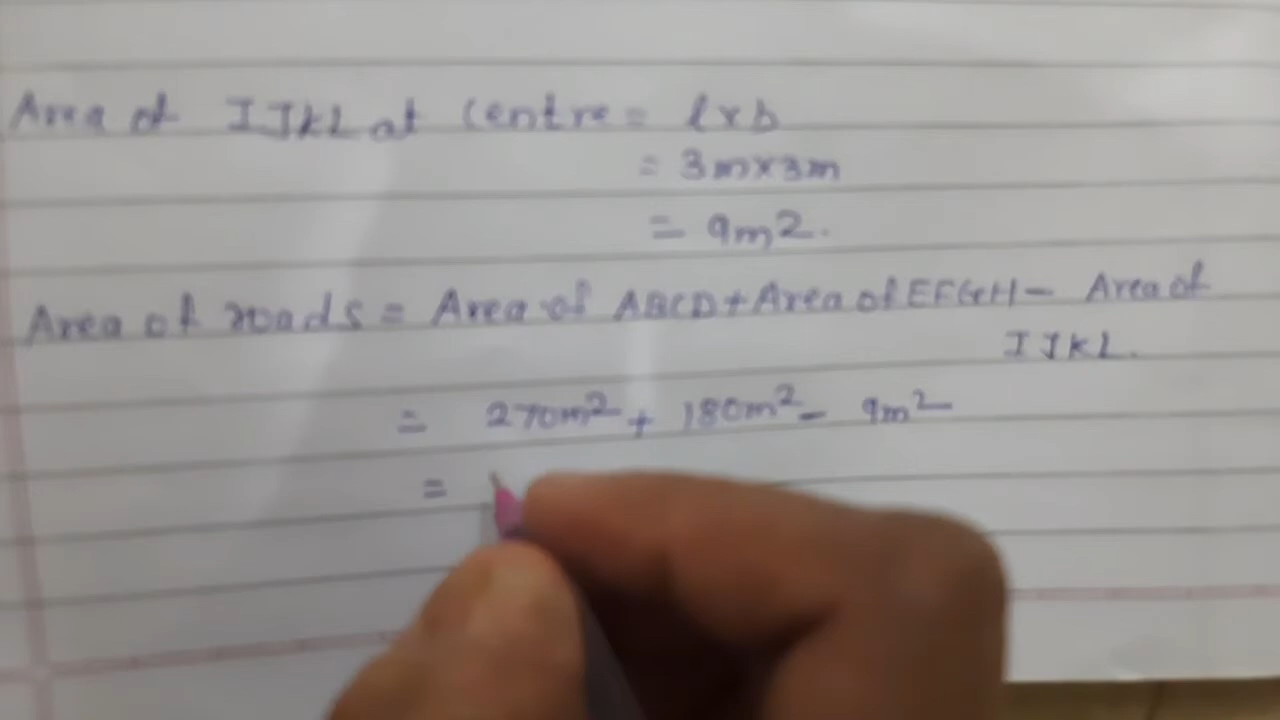 Area of IJKL at Centre = l x b
= 3m x 3m
= 9m2.
Area of roads = Area of ABCD + Area of EFGH - Area of
IJKL.
= 270m² + 180m² - 9m²
=